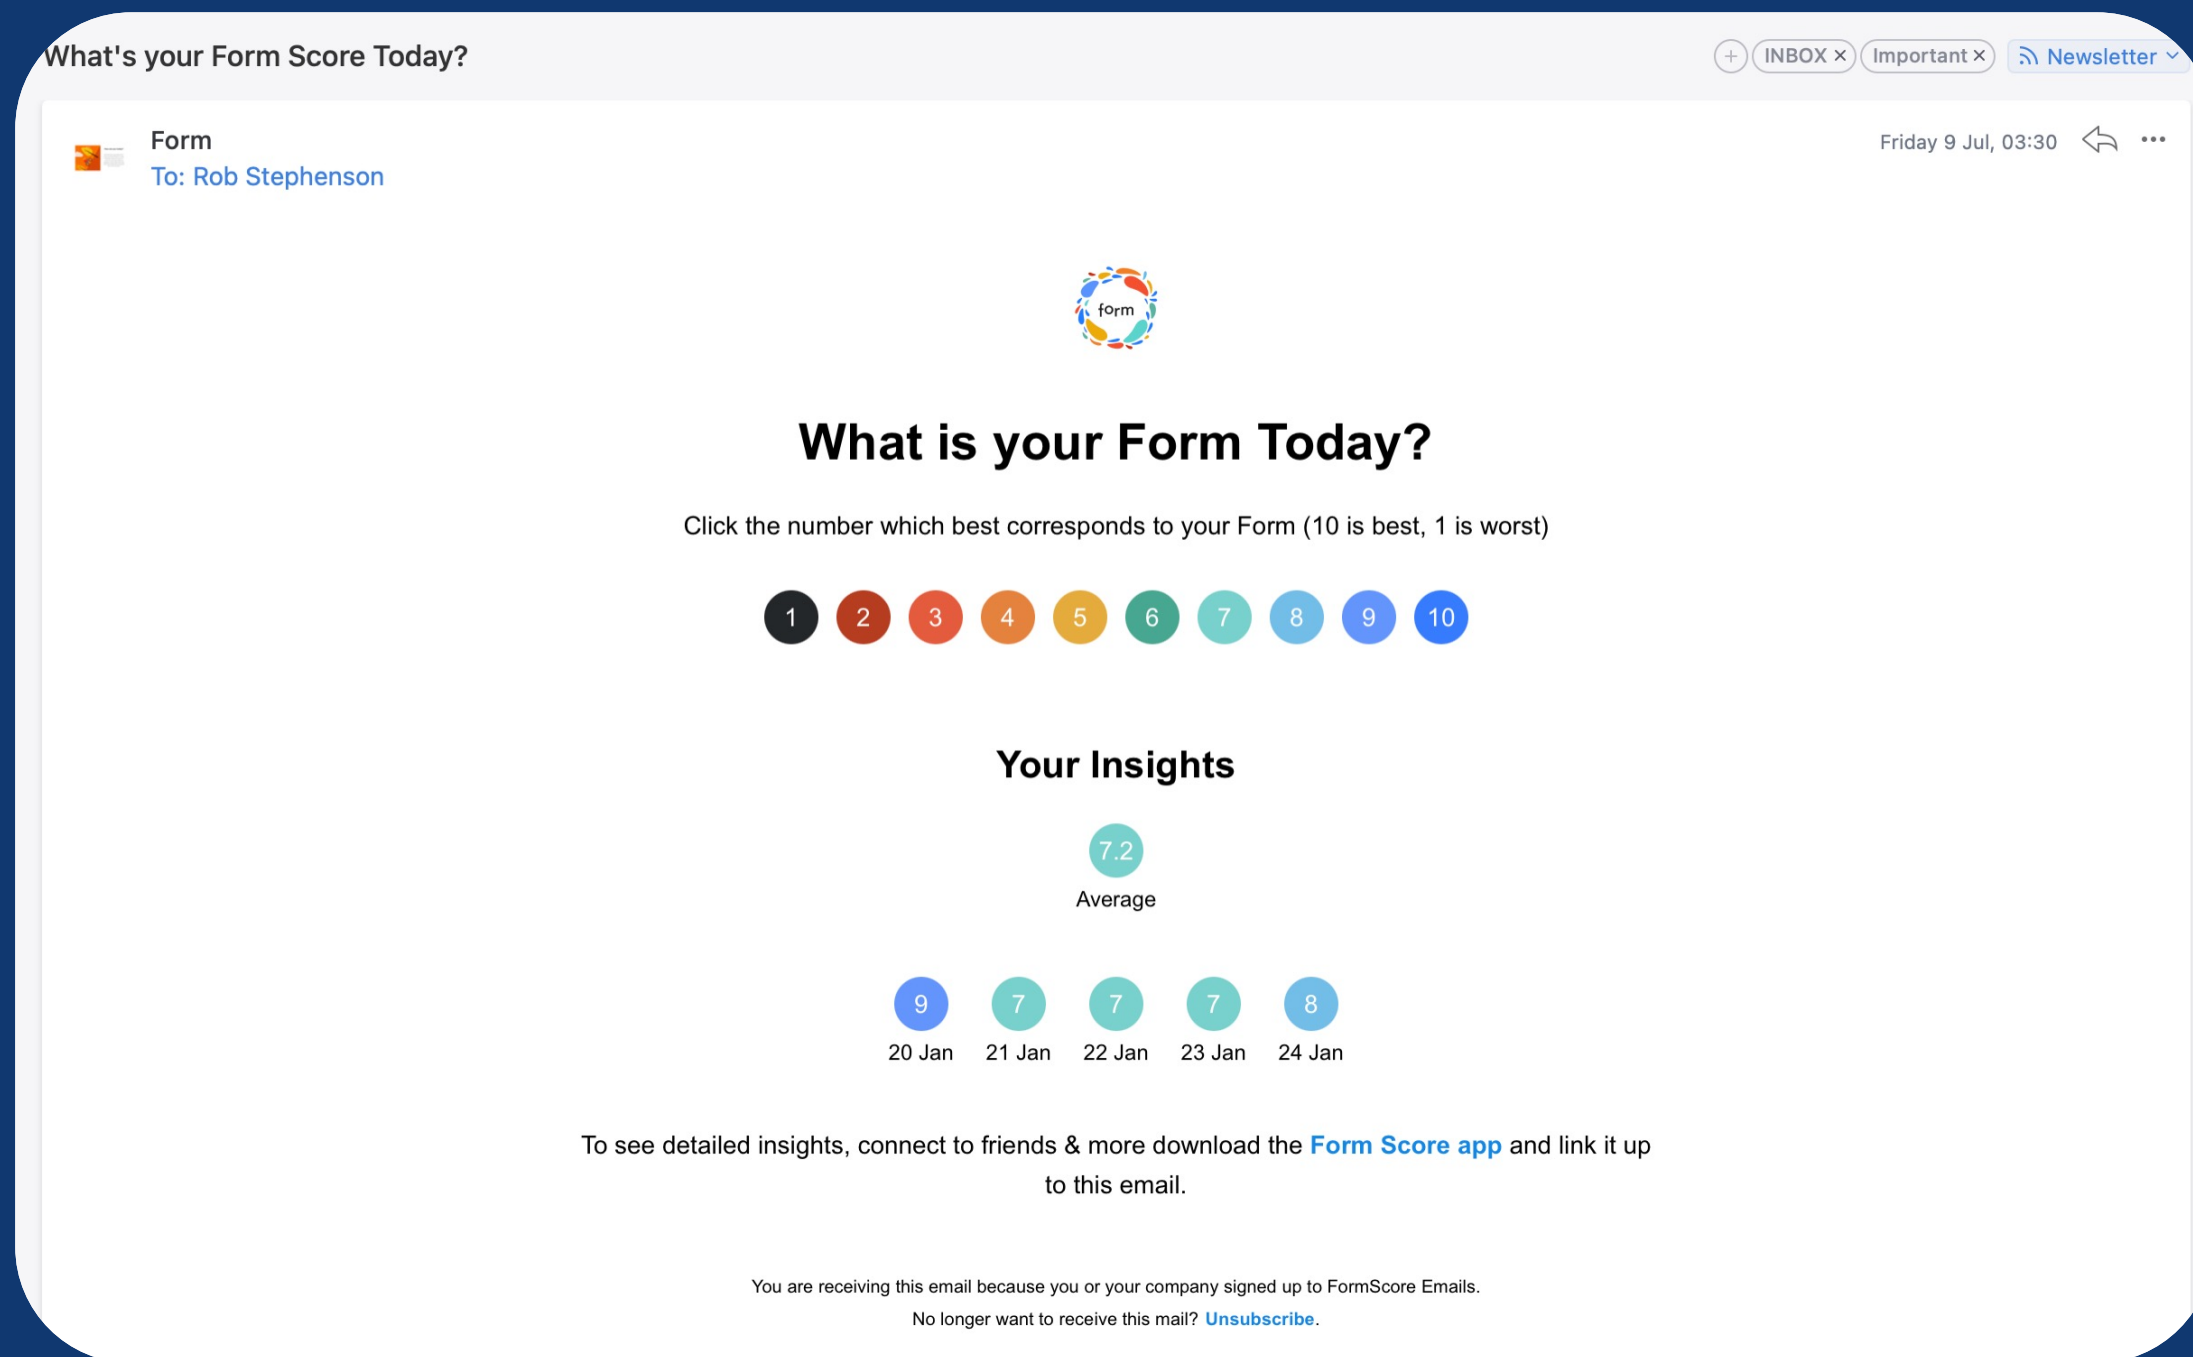 What's your Form Score Today?
+ INBOX × Important × Newsletter
Form
Friday 9 Jul, 03:30
To: Rob Stephenson
form
What is your Form Today?
Click the number which best corresponds to your Form (10 is best, 1 is worst)
1 2 3 4 5 6 7 8 9 10
Your Insights
7.2
Average
9 7 7 7 8
20 Jan 21 Jan 22 Jan 23 Jan 24 Jan
To see detailed insights, connect to friends & more download the Form Score app and link it up
to this email.
You are receiving this email because you or your company signed up to FormScore Emails.
No longer want to receive this mail? Unsubscribe.